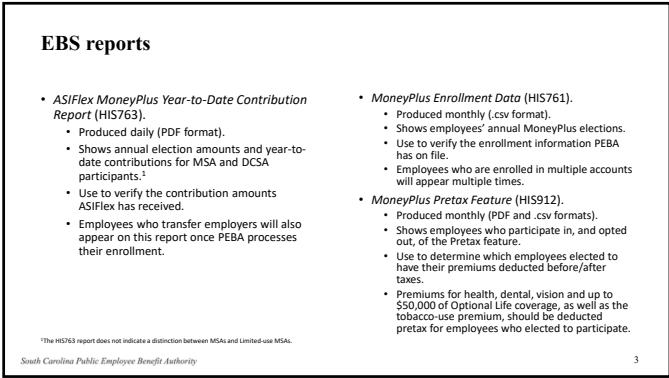 EBS reports
• ASIFlex MoneyPlus Year-to-Date Contribution
Report (HIS763).
• Produced daily (PDF format).
• Shows annual election amounts and year-to-
date contributions for MSA and DCSA
participants.¹
• Use to verify the contribution amounts
ASIFlex has received.
• Employees who transfer employers will also
appear on this report once PEBA processes
their enrollment.
• MoneyPlus Enrollment Data (HIS761).
• Produced monthly (.csv format).
• Shows employees’ annual MoneyPlus elections.
• Use to verify the enrollment information PEBA
has on file.
• Employees who are enrolled in multiple accounts
will appear multiple times.
• MoneyPlus Pretax Feature (HIS912).
• Produced monthly (PDF and .csv formats).
• Shows employees who participate in, and opted
out, of the Pretax feature.
• Use to determine which employees elected to
have their premiums deducted before/after
taxes.
• Premiums for health, dental, vision and up to
$50,000 of Optional Life coverage, as well as the
tobacco-use premium, should be deducted
pretax for employees who elected to participate.
¹The HIS763 report does not indicate a distinction between MSAs and Limited-use MSAs.
South Carolina Public Employee Benefit Authority
3